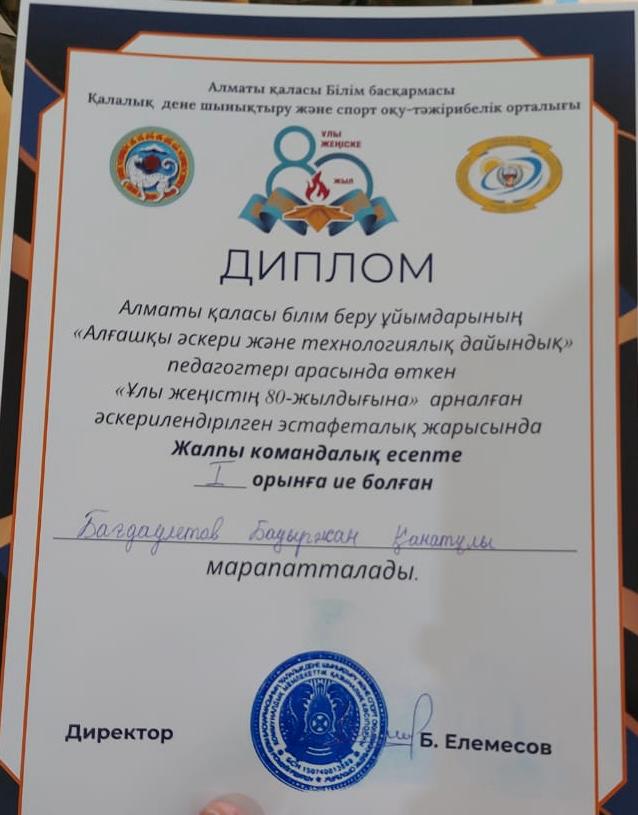 Алматы қаласы Білім басқармасы
Қалалық дене шынықтыру және спорт оқу-тәжірибелік орталығы
80
ҰЛЫ
ЖЕҢІСКЕ
ЖЫЛ
ДИПЛОМ
Алматы қаласы білім беру ұйымдарының
«Алғашқы әскери және технологиялық дайындық»
педагогтері арасында өткен
«Ұлы жеңістің 80-жылдығына» арналған
әскерилендірілген эстафеталық жарысында
Жалпы командалық есепте
I орынға ие болған
Багдаулетов Бауыржан Қанатұлы
марапатталады.
Директор
Б. Елемесов